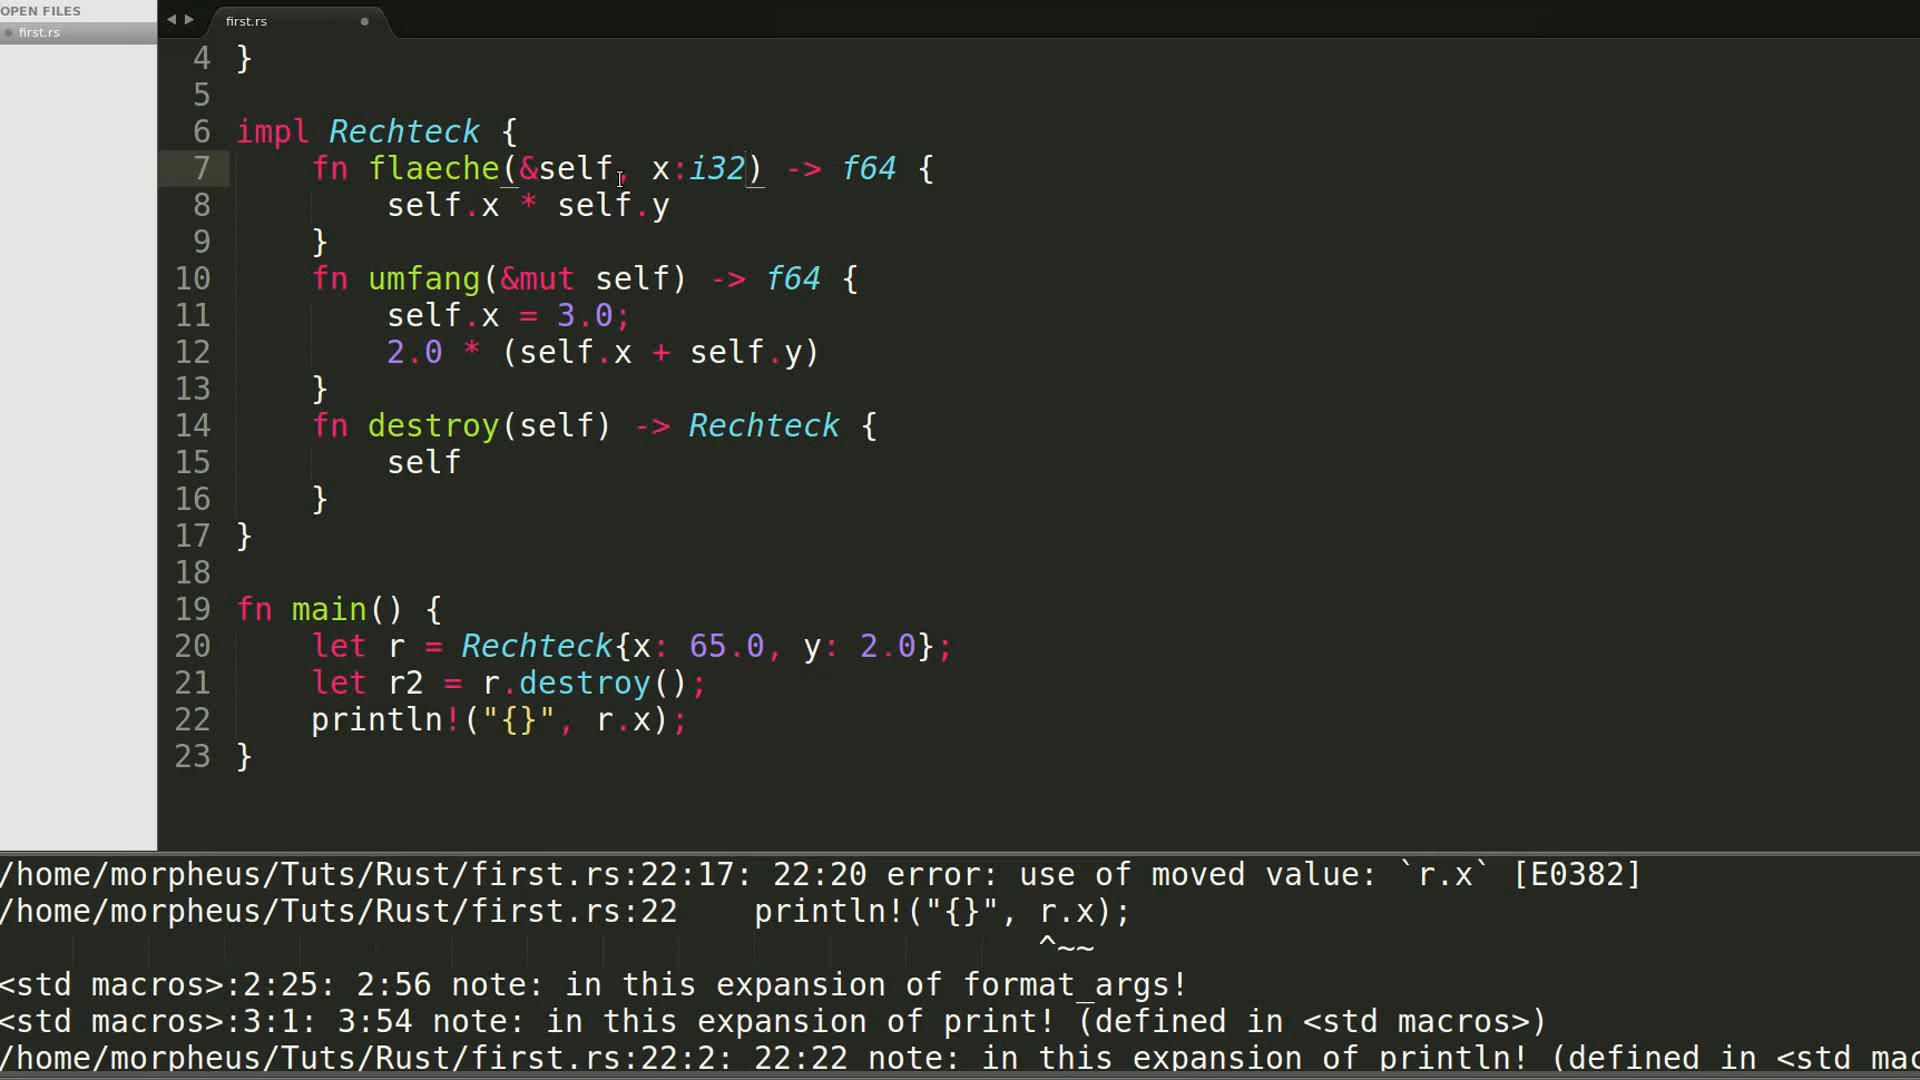 OPEN FILES
first.rs
first.rs
4 }
5
6 impl Rechteck {
7 fn flaeche(&self, x:i32) -> f64 {
8 self.x * self.y
9 }
10 fn umfang(&mut self) -> f64 {
11 self.x = 3.0;
12 2.0 * (self.x + self.y)
13 }
14 fn destroy(self) -> Rechteck {
15 self
16 }
17 }
18
19 fn main() {
20 let r = Rechteck{x: 65.0, y: 2.0};
21 let r2 = r.destroy();
22 println!("{}", r.x);
23 }
/home/morpheus/Tuts/Rust/first.rs:22:17: 22:20 error: use of moved value: `r.x` [E0382]
/home/morpheus/Tuts/Rust/first.rs:22 println!("{}", r.x);
^~~
<std macros>:2:25: 2:56 note: in this expansion of format_args!
<std macros>:3:1: 3:54 note: in this expansion of print! (defined in <std macros>)
/home/morpheus/Tuts/Rust/first.rs:22:2: 22:22 note: in this expansion of println! (defined in <std mac